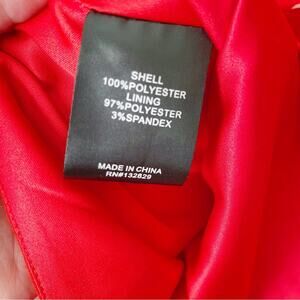 SHELL
100%POLYESTER
LINING
97%POLYESTER
3%SPANDEX
MADE IN CHINA
RN#132829